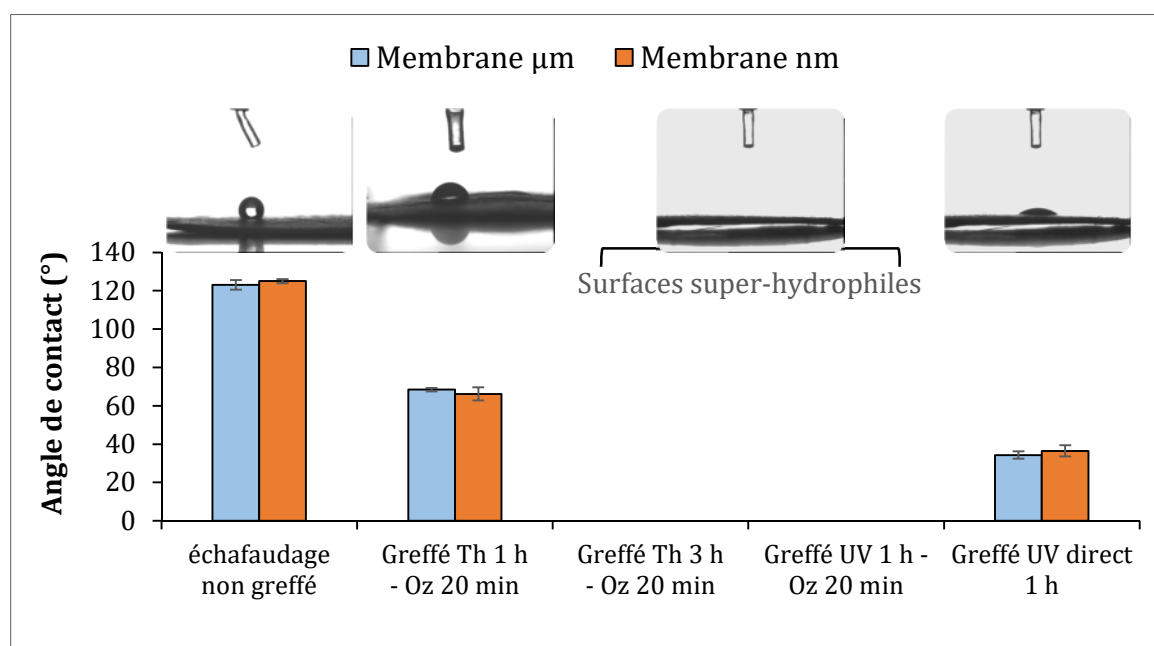 Membrane µm Membrane nm
Surfaces super-hydrophiles
Angle de contact (°)
140
120
100
80
60
40
20
0
échafaudage
non greffé
Greffé Th 1 h
- Oz 20 min
Greffé Th 3 h
- Oz 20 min
Greffé UV 1 h -
Oz 20 min
Greffé UV direct
1 h